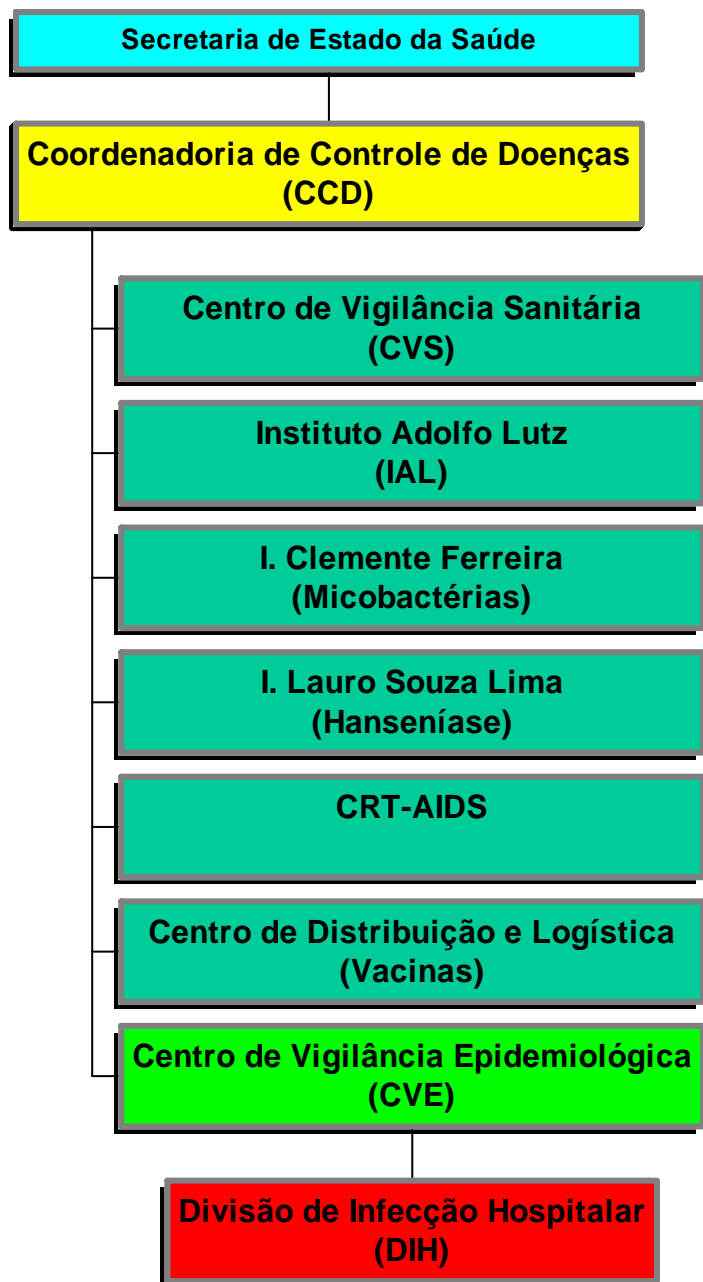 Secretaria de Estado da Saúde
Coordenadoria de Controle de Doenças
(CCD)
Centro de Vigilância Sanitária
(CVS)
Instituto Adolfo Lutz
(IAL)
I. Clemente Ferreira
(Micobactérias)
I. Lauro Souza Lima
(Hanseníase)
CRT-AIDS
Centro de Distribuição e Logística
(Vacinas)
Centro de Vigilância Epidemiológica
(CVE)
Divisão de Infecção Hospitalar
(DIH)